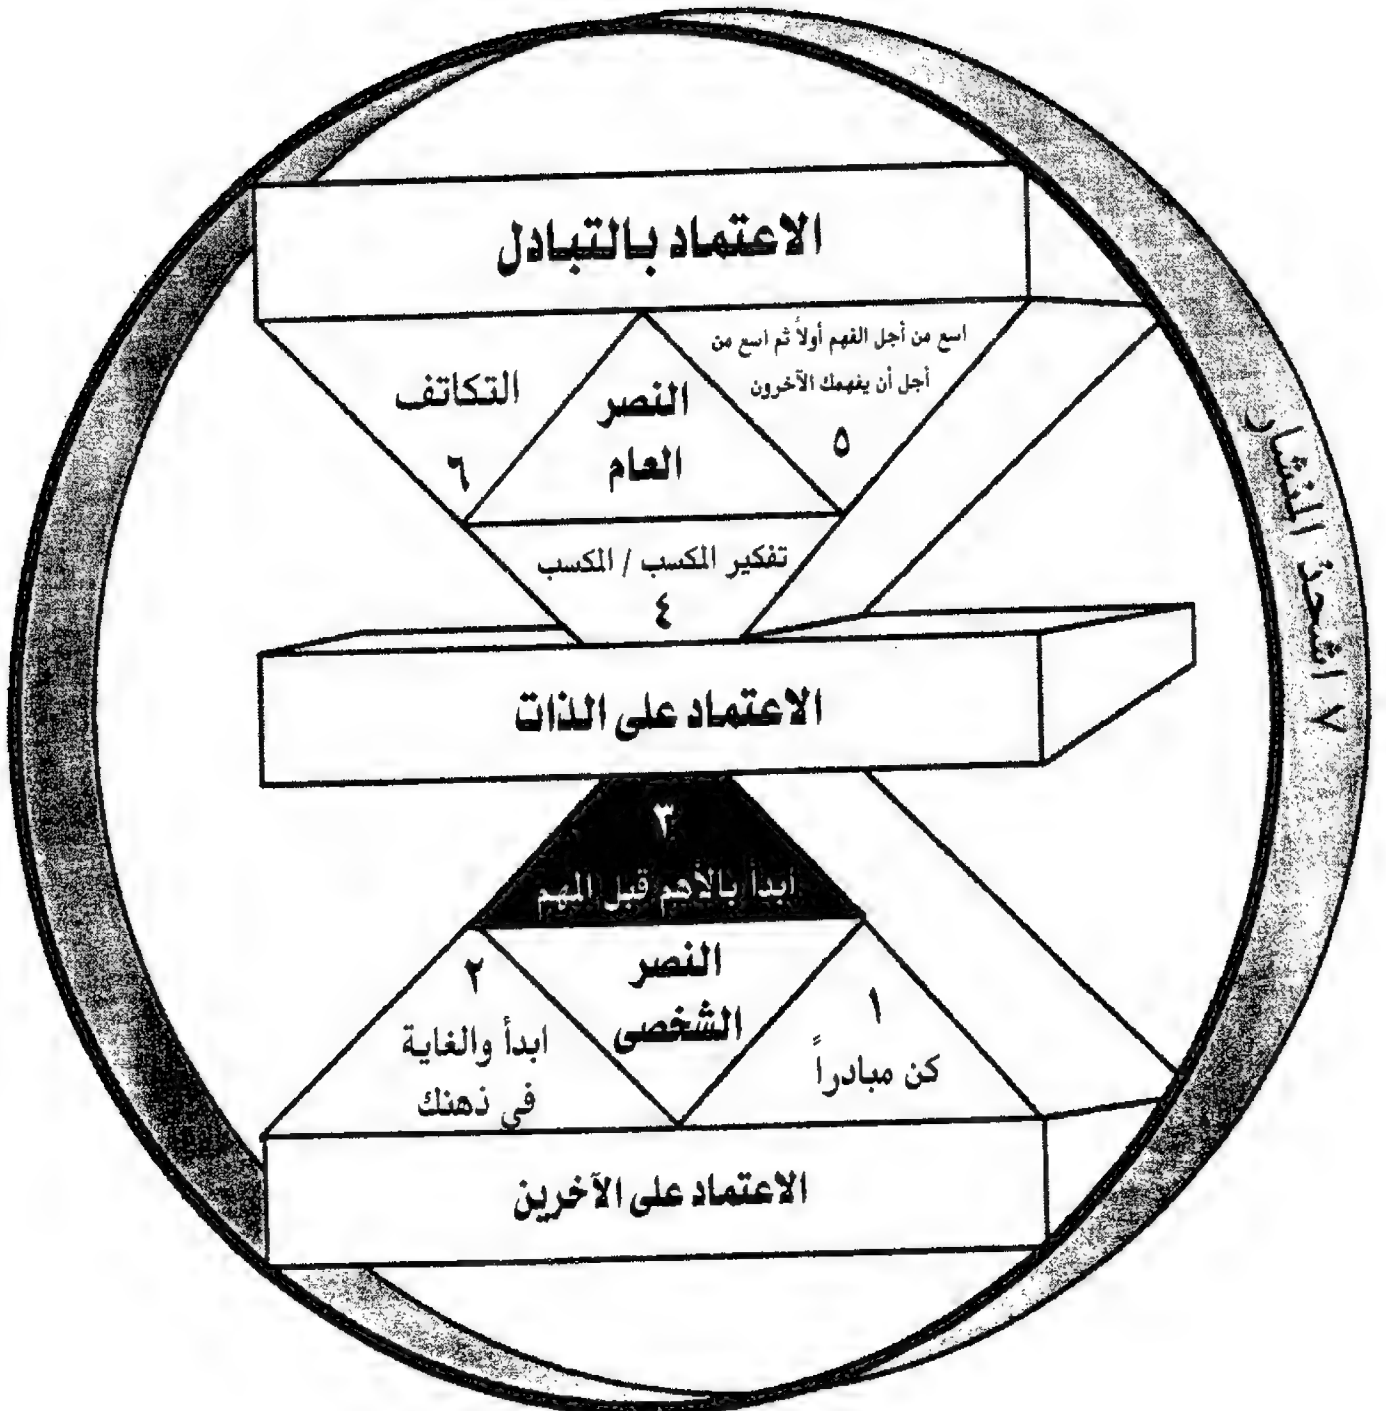 الاعتماد بالتبادل
اسع من أجل الفهم أولاً ثم اسع من
أجل أن يفهمك الآخرون
٥
النصر
العام
التكاتف
٦
تفكير المكسب / المكسب
٤
الاعتماد على الذات
٣
ابدأ بالأهم قبل المهم
النصر
الشخصى
١
كن مبادراً
٢
ابدأ والغاية
في ذهنك
الاعتماد على الآخرين
٧ اشحذ المنشار